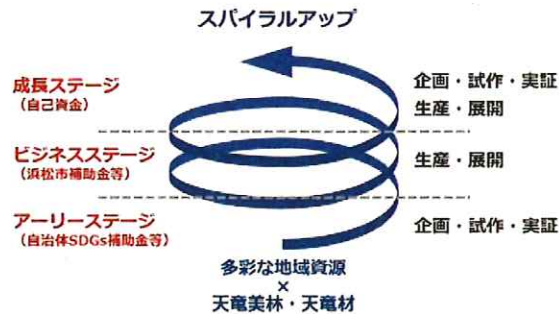 スパイラルアップ
成長ステージ
（自己資金）
企画・試作・実証
生産・展開
ビジネスステージ
（浜松市補助金等）
生産・展開
アーリーステージ
（自治体SDGs補助金等）
企画・試作・実証
多彩な地域資源
×
天竜美林・天竜材